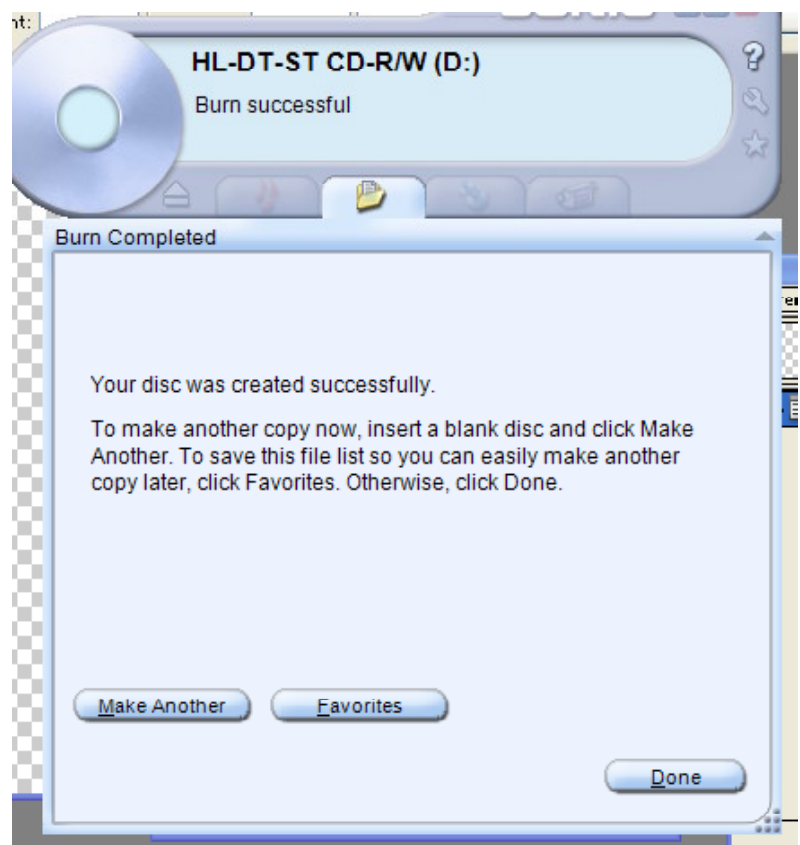 nt:
HL-DT-ST CD-R/W (D:)
?
Burn successful
Burn Completed
Your disc was created successfully.
To make another copy now, insert a blank disc and click Make
Another. To save this file list so you can easily make another
copy later, click Favorites. Otherwise, click Done.
Make Another
Favorites
Done